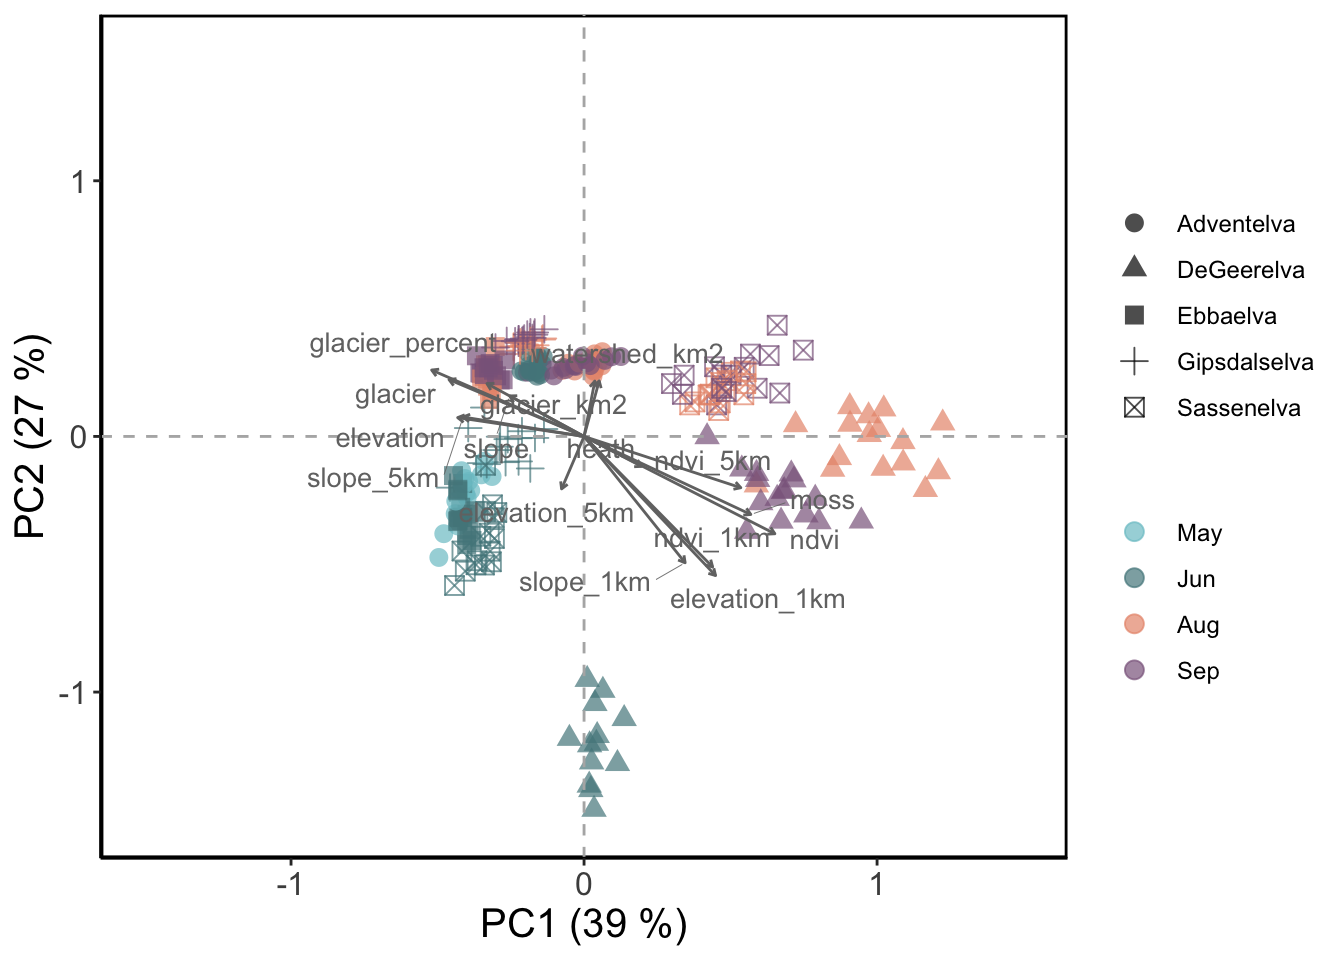 glacier_percent
watershed_km2
glacier
glacier_km2
elevation
slope
heath
ndvi_5km
slope_5km
moss
elevation_5km
ndvi_1km
ndvi
slope_1km
elevation_1km
1
0
-1
-1
0
1
PC1 (39 %)
PC2 (27 %)
Adventelva
DeGeerelva
Ebbaelva
Gipsdalselva
Sassenelva
May
Jun
Aug
Sep